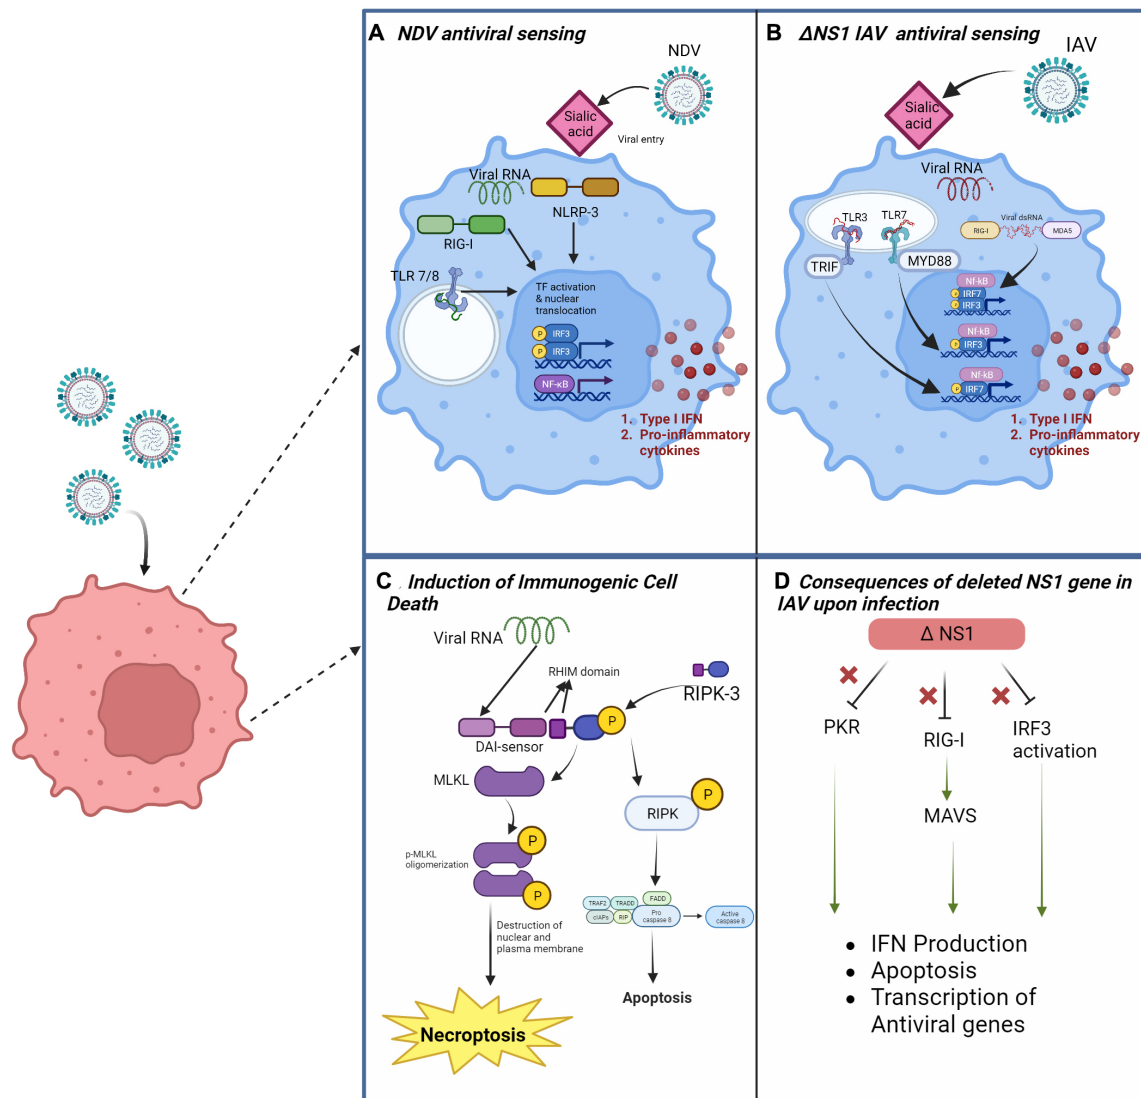 A NDV antiviral sensing
NDV
Sialic
acid
Viral entry
Viral RNA
NLRP-3
RIG-I
TLR 7/8
TF activation
& nuclear
translocation
P IRF3
P IRF3
NF-κB
1. Type I IFN
2. Pro-inflammatory
cytokines
B ΔNS1 IAV antiviral sensing
IAV
Sialic
acid
Viral RNA
TLR3
TLR7
Viral dsRNA
RIG-I
MDA5
TRIF
MYD88
Nf-kB
P IRF7
P IRF3
Nf-kB
P IRF3
Nf-kB
P IRF7
1. Type I IFN
2. Pro-inflammatory
cytokines
C . Induction of Immunogenic Cell
Death
Viral RNA
RHIM domain
RIPK-3
P
DAI-sensor
MLKL
P
RIPK
P
p-MLKL
oligomerization
P
TRAF2
TRADD
FADD
cIAPs
RIP
Pro
caspase 8
Active
caspase 8
Destruction of
nuclear and
plasma membrane
Apoptosis
Necroptosis
D Consequences of deleted NS1 gene in
IAV upon infection
Δ NS1
PKR
RIG-I
IRF3
activation
MAVS
• IFN Production
• Apoptosis
• Transcription of
Antiviral genes